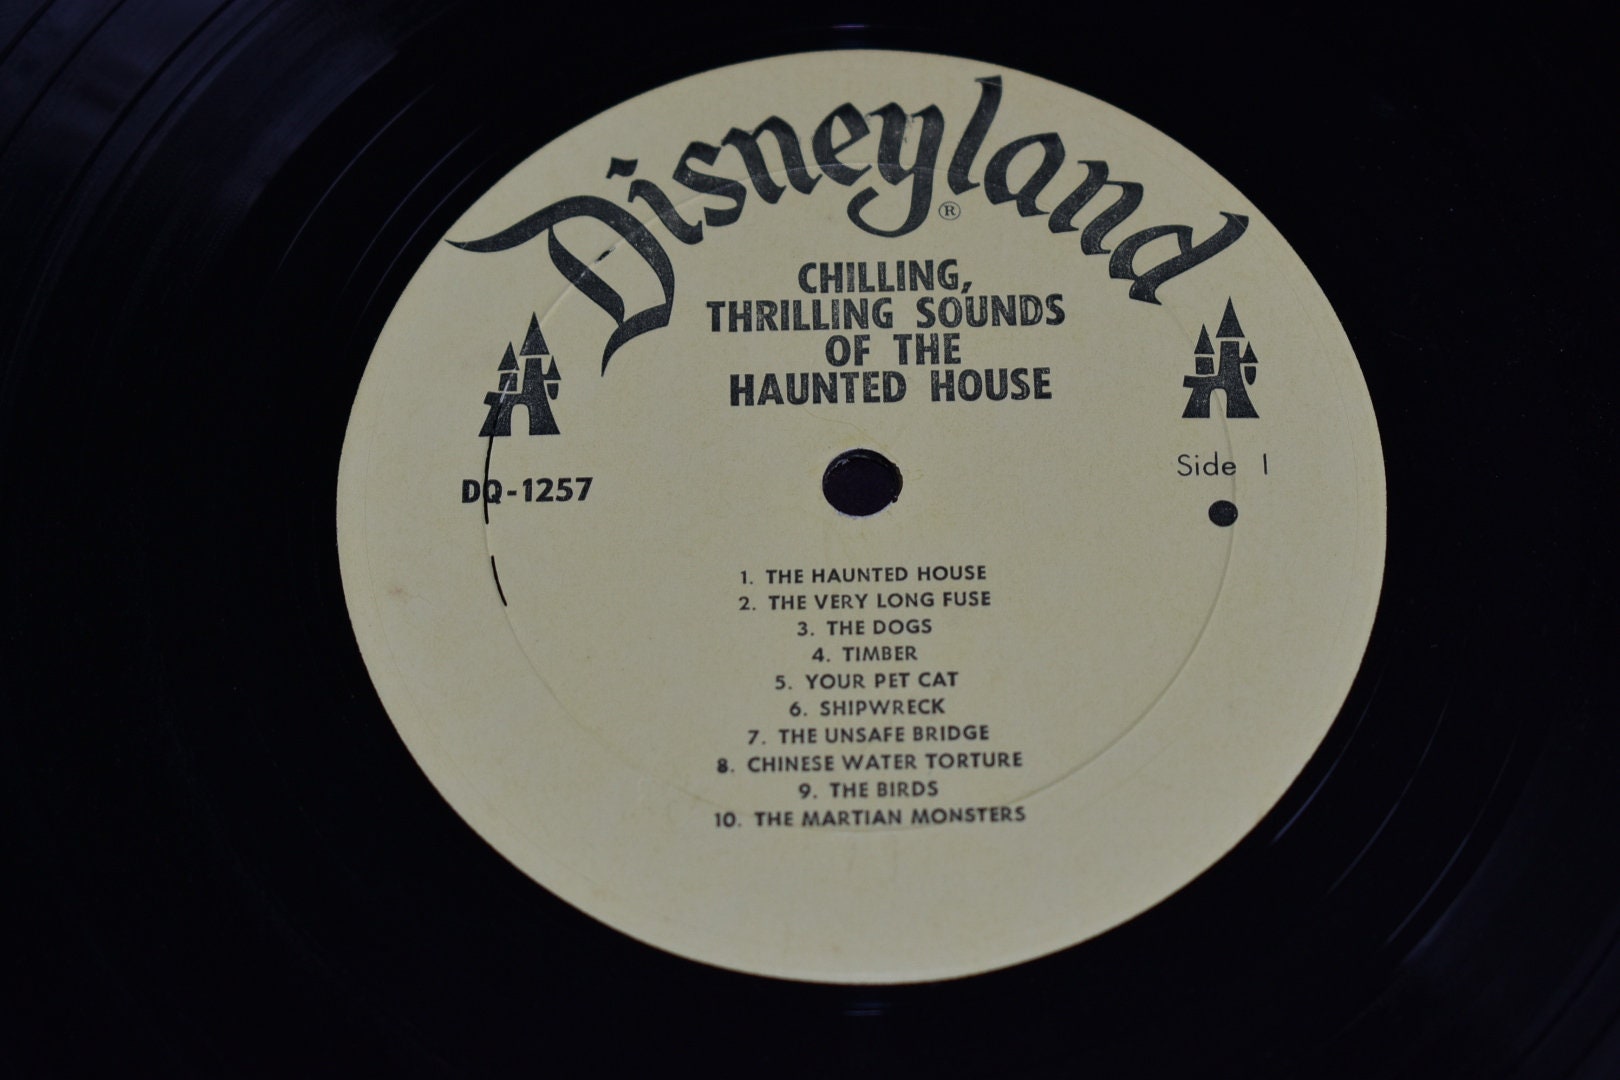 Disneyland
®
CHILLING,
THRILLING SOUNDS
OF THE
HAUNTED HOUSE
Side 1
DQ-1257
1. THE HAUNTED HOUSE
2. THE VERY LONG FUSE
3. THE DOGS
4. TIMBER
5. YOUR PET CAT
6. SHIPWRECK
7. THE UNSAFE BRIDGE
8. CHINESE WATER TORTURE
9. THE BIRDS
10. THE MARTIAN MONSTERS